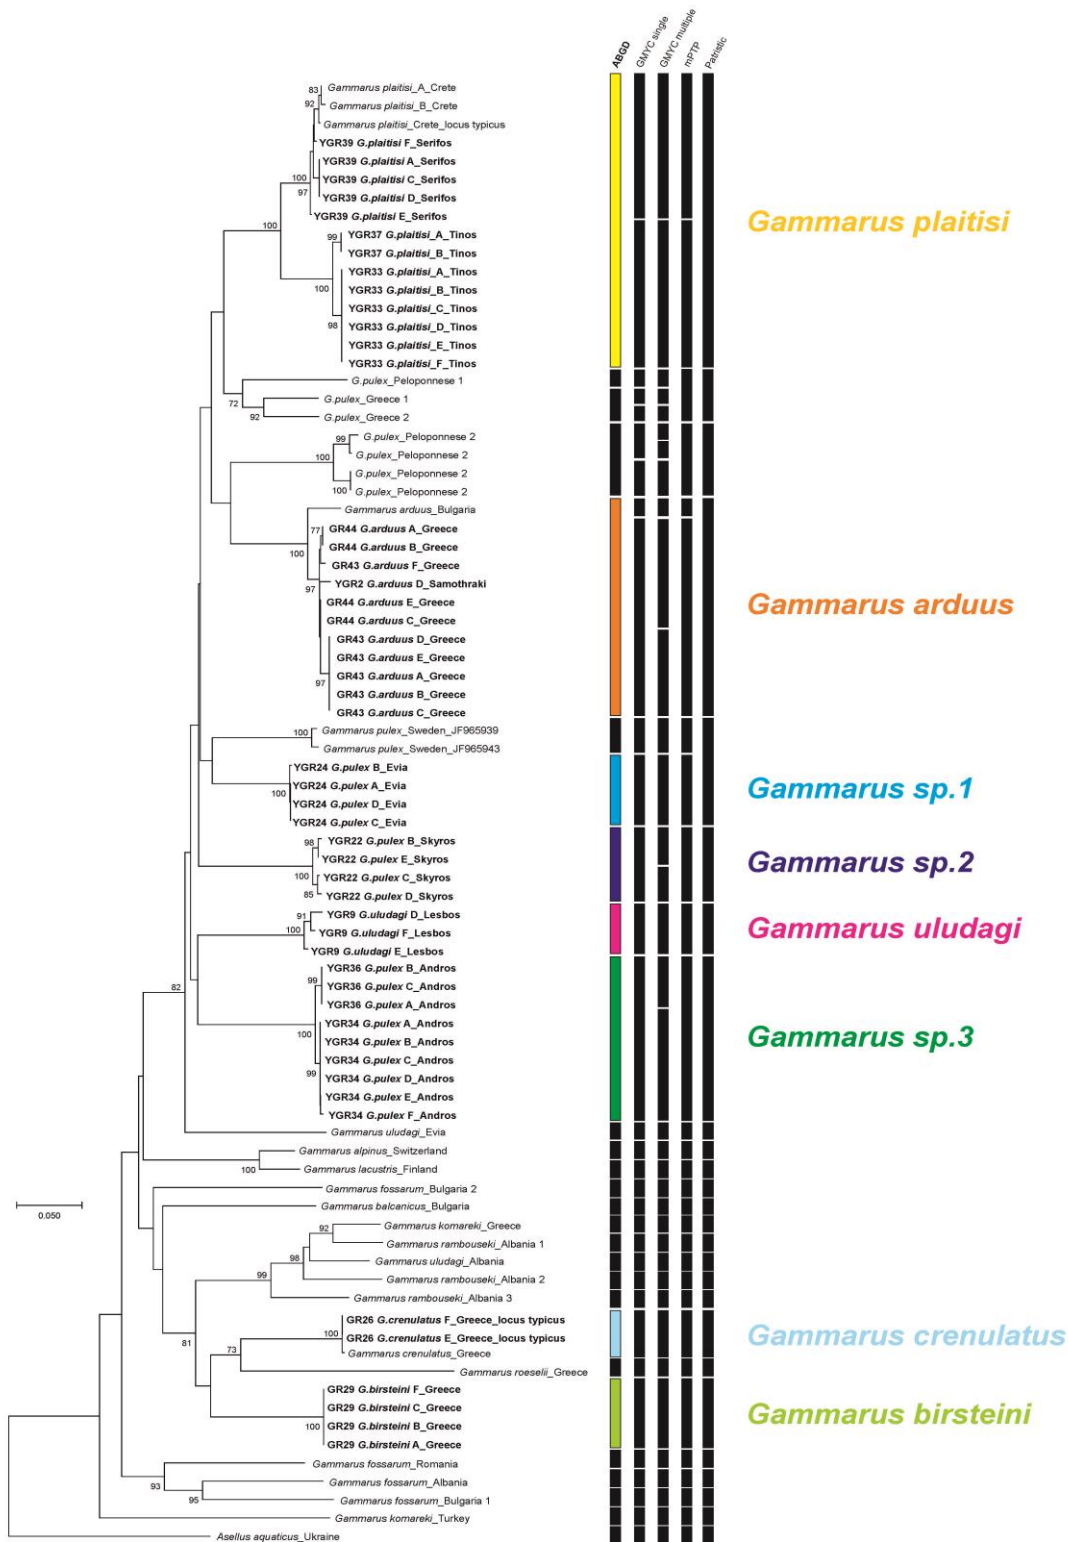 ABGD
GMYC single
GMYC multiple
mPTP
Patristic
83
Gammarus plaitisi_A_Crete
92
Gammarus plaitisi_B_Crete
Gammarus plaitisi_Crete_locus typicus
YGR39 G.plaitisi F_Serifos
YGR39 G.plaitisi A_Serifos
100
YGR39 G.plaitisi C_Serifos
97
YGR39 G.plaitisi D_Serifos
YGR39 G.plaitisi E_Serifos
Gammarus plaitisi
100
99
YGR37 G.plaitisi_A_Tinos
YGR37 G.plaitisi_B_Tinos
YGR33 G.plaitisi_A_Tinos
100
YGR33 G.plaitisi_B_Tinos
YGR33 G.plaitisi_C_Tinos
98
YGR33 G.plaitisi_D_Tinos
YGR33 G.plaitisi_E_Tinos
YGR33 G.plaitisi_F_Tinos
G.pulex_Peloponnese 1
72
G.pulex_Greece 1
92
G.pulex_Greece 2
99
G.pulex_Peloponnese 2
100
G.pulex_Peloponnese 2
G.pulex_Peloponnese 2
100
G.pulex_Peloponnese 2
Gammarus arduus_Bulgaria
77
GR44 G.arduus A_Greece
100
GR44 G.arduus B_Greece
GR43 G.arduus F_Greece
97
YGR2 G.arduus D_Samothraki
GR44 G.arduus E_Greece
Gammarus arduus
GR44 G.arduus C_Greece
GR43 G.arduus D_Greece
GR43 G.arduus E_Greece
97
GR43 G.arduus A_Greece
GR43 G.arduus B_Greece
GR43 G.arduus C_Greece
100
Gammarus pulex_Sweden_JF965939
Gammarus pulex_Sweden_JF965943
YGR24 G.pulex B_Evia
100
YGR24 G.pulex A_Evia
Gammarus sp.1
YGR24 G.pulex D_Evia
YGR24 G.pulex C_Evia
98
YGR22 G.pulex B_Skyros
YGR22 G.pulex E_Skyros
Gammarus sp.2
100
YGR22 G.pulex C_Skyros
85
YGR22 G.pulex D_Skyros
91
YGR9 G.uludagi D_Lesbos
100
YGR9 G.uludagi F_Lesbos
Gammarus uludagi
YGR9 G.uludagi E_Lesbos
YGR36 G.pulex B_Andros
99
YGR36 G.pulex C_Andros
82
YGR36 G.pulex A_Andros
YGR34 G.pulex A_Andros
100
YGR34 G.pulex B_Andros
Gammarus sp.3
YGR34 G.pulex C_Andros
99
YGR34 G.pulex D_Andros
YGR34 G.pulex E_Andros
YGR34 G.pulex F_Andros
Gammarus uludagi_Evia
Gammarus alpinus_Switzerland
100
Gammarus lacustris_Finland
Gammarus fossarum_Bulgaria 2
0.050
Gammarus balcanicus_Bulgaria
92
Gammarus komareki_Greece
Gammarus rambouseki_Albania 1
98
Gammarus uludagi_Albania
99
Gammarus rambouseki_Albania 2
Gammarus rambouseki_Albania 3
GR26 G.crenulatus F_Greece_locus typicus
100
GR26 G.crenulatus E_Greece_locus typicus
Gammarus crenulatus
81
73
Gammarus crenulatus_Greece
Gammarus roeselii_Greece
GR29 G.birsteini F_Greece
GR29 G.birsteini C_Greece
Gammarus birsteini
100
GR29 G.birsteini B_Greece
GR29 G.birsteini A_Greece
Gammarus fossarum_Romania
93
Gammarus fossarum_Albania
95
Gammarus fossarum_Bulgaria 1
Gammarus komareki_Turkey
Asellus aquaticus_Ukraine